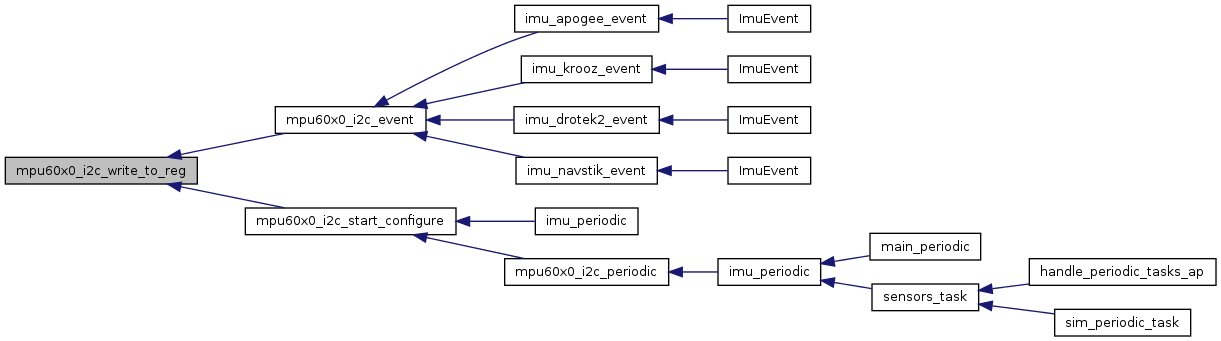 imu_apogee_event
ImuEvent
imu_krooz_event
ImuEvent
mpu60x0_i2c_event
imu_drotek2_event
ImuEvent
mpu60x0_i2c_write_to_reg
imu_navstik_event
ImuEvent
mpu60x0_i2c_start_configure
imu_periodic
main_periodic
mpu60x0_i2c_periodic
imu_periodic
handle_periodic_tasks_ap
sensors_task
sim_periodic_task